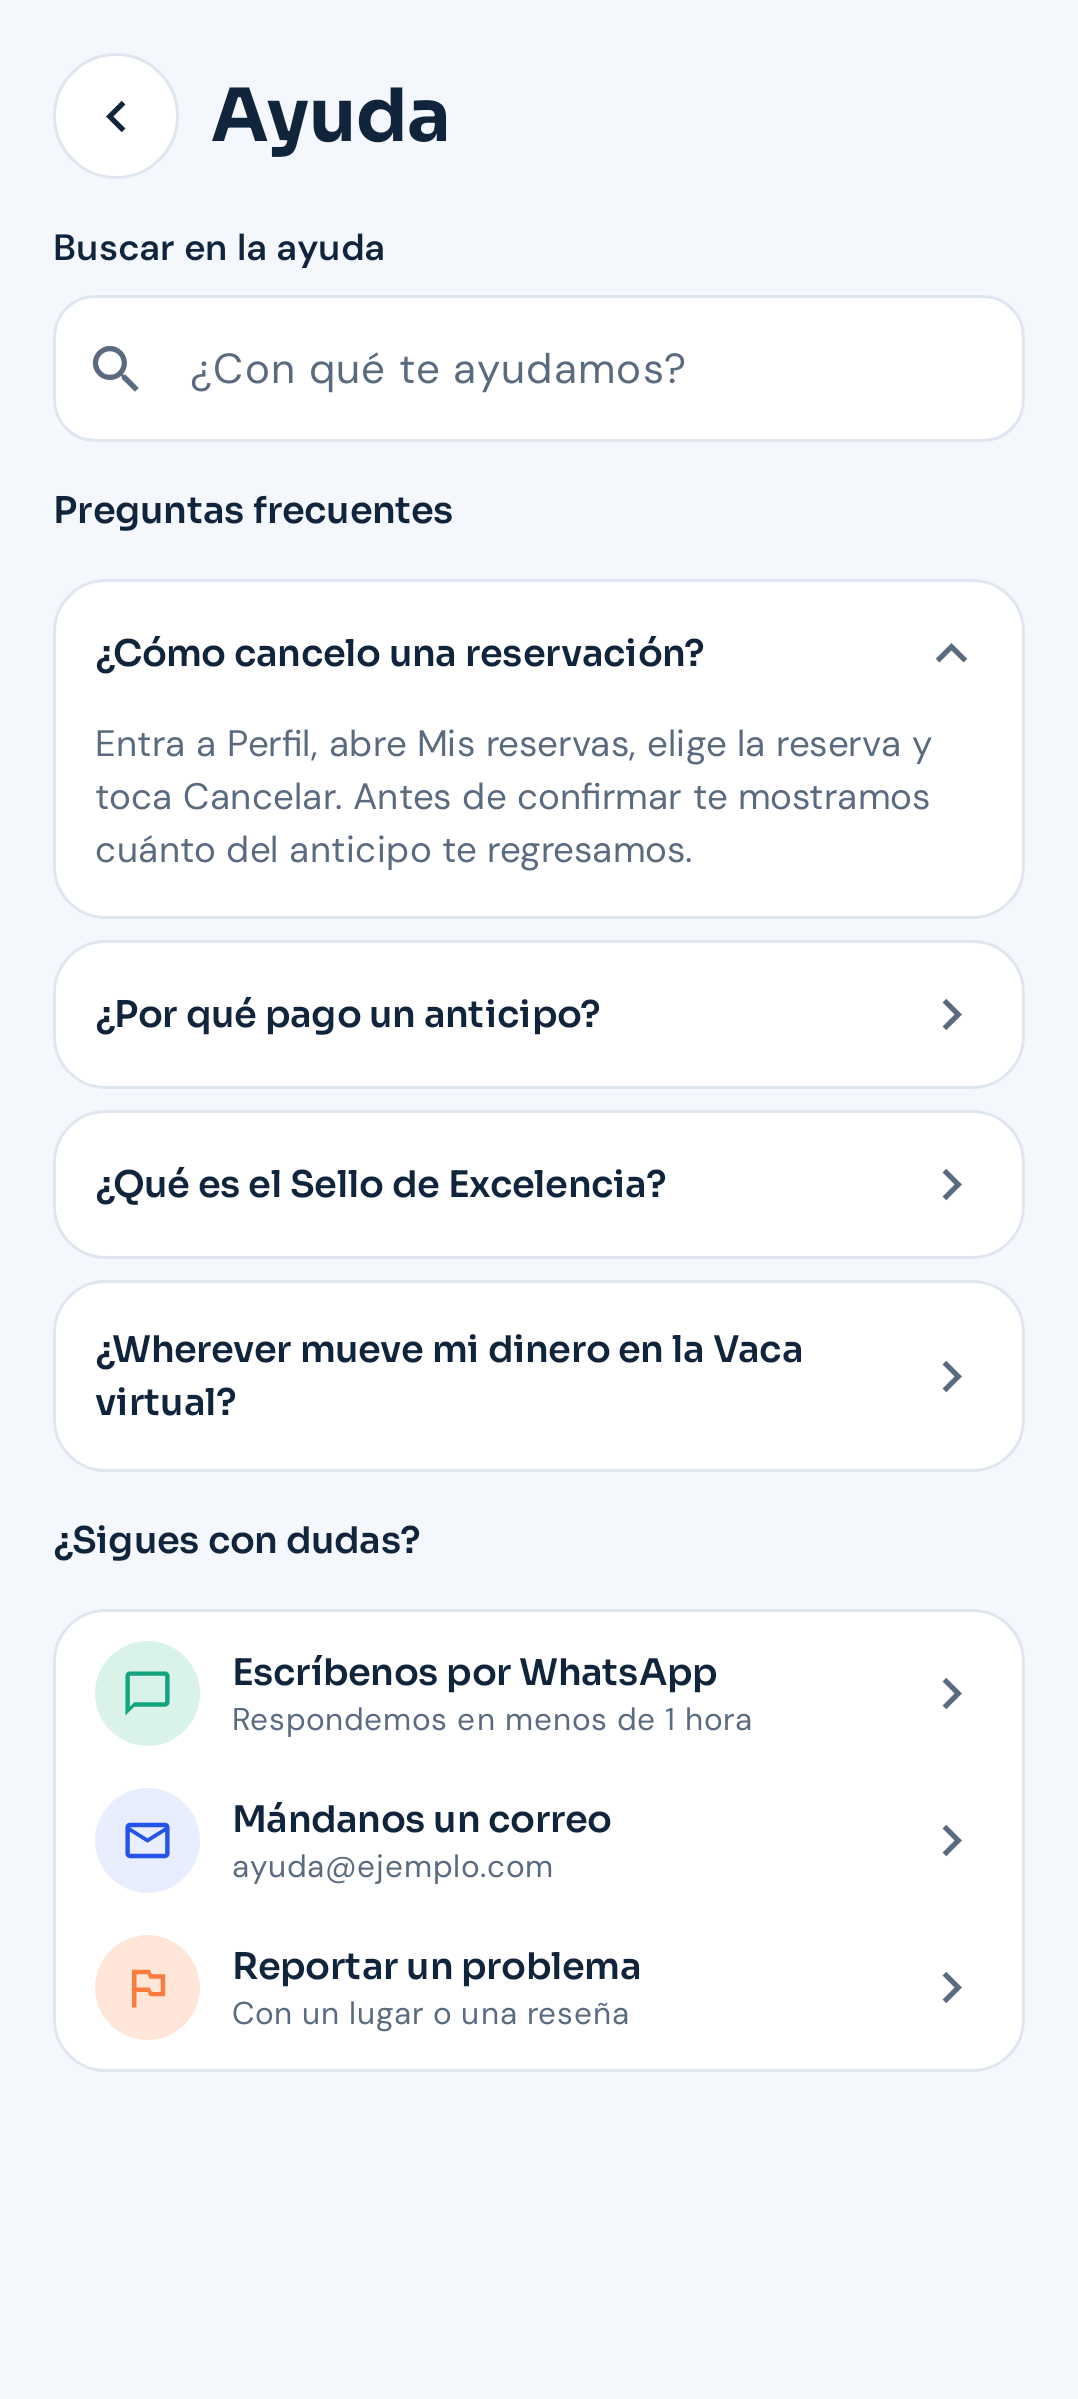 Ayuda
Buscar en la ayuda
¿Con qué te ayudamos?
Preguntas frecuentes
¿Cómo cancelo una reservación?
Entra a Perfil, abre Mis reservas, elige la reserva y
toca Cancelar. Antes de confirmar te mostramos
cuánto del anticipo te regresamos.
¿Por qué pago un anticipo?
¿Qué es el Sello de Excelencia?
¿Wherever mueve mi dinero en la Vaca
virtual?
¿Sigues con dudas?
Escríbenos por WhatsApp
Respondemos en menos de 1 hora
Mándanos un correo
ayuda@ejemplo.com
Reportar un problema
Con un lugar o una reseña